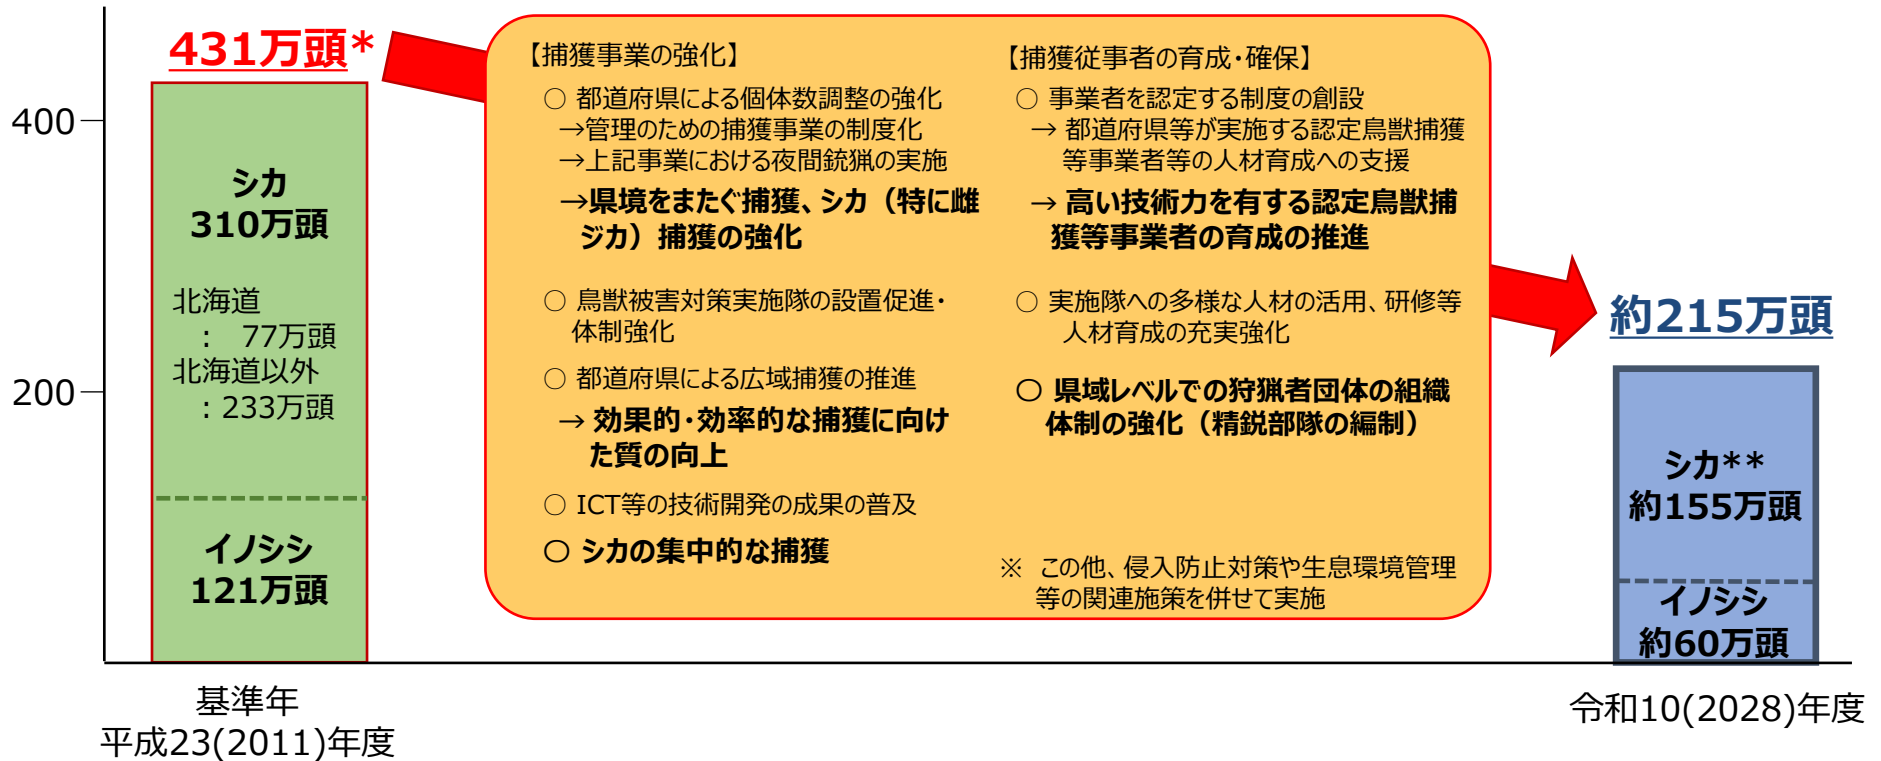 431万頭*
400
200
シカ
310万頭
北海道
： 77万頭
北海道以外
：233万頭
イノシシ
121万頭
基準年
平成23(2011)年度
【捕獲事業の強化】
○ 都道府県による個体数調整の強化
→管理のための捕獲事業の制度化
→上記事業における夜間銃猟の実施
→県境をまたぐ捕獲、シカ（特に雌
ジカ）捕獲の強化
○ 鳥獣被害対策実施隊の設置促進・
体制強化
○ 都道府県による広域捕獲の推進
→ 効果的・効率的な捕獲に向け
た質の向上
○ ICT等の技術開発の成果の普及
○ シカの集中的な捕獲
【捕獲従事者の育成・確保】
○ 事業者を認定する制度の創設
→ 都道府県等が実施する認定鳥獣捕獲
等事業者等の人材育成への支援
→ 高い技術力を有する認定鳥獣捕
獲等事業者の育成の推進
○ 実施隊への多様な人材の活用、研修等
人材育成の充実強化
○ 県域レベルでの狩猟者団体の組織
体制の強化（精鋭部隊の編制）
※ この他、侵入防止対策や生息環境管理
等の関連施策を併せて実施
約215万頭
シカ**
約155万頭
イノシシ
約60万頭
令和10(2028)年度